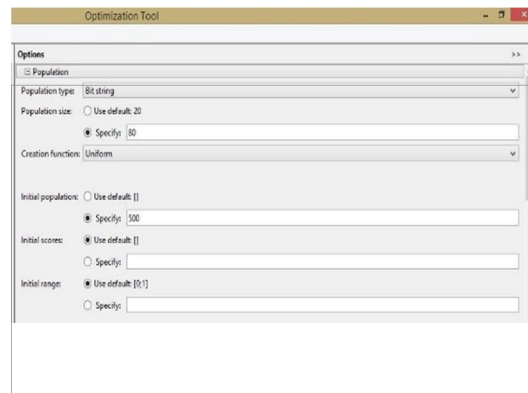 Optimization Tool
Options >>
Population
Population type: Bit string
Population size: Use default: 20
Specify: 80
Creation function: Uniform
Initial population: Use default: []
Specify: 500
Initial scores: Use default: []
Specify:
Initial range: Use default: [0;1]
Specify: